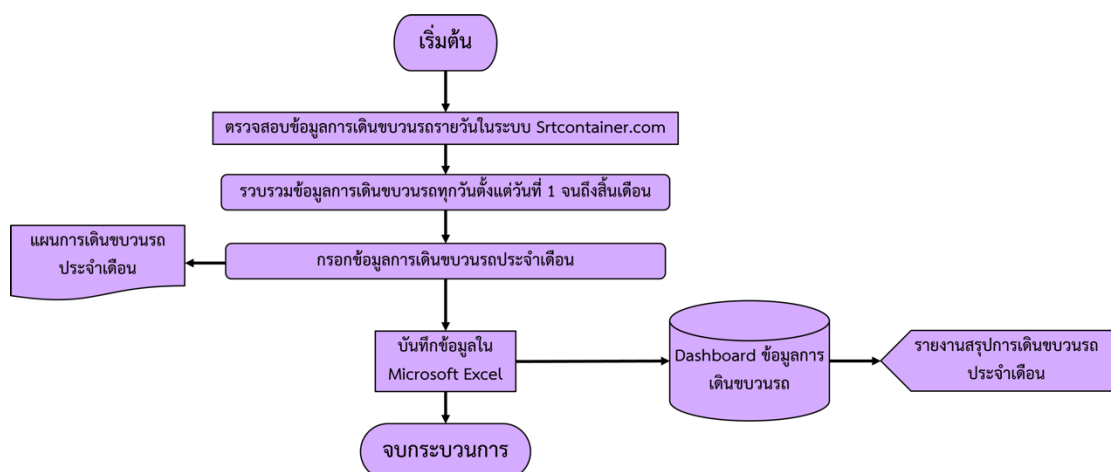 เริ่มต้น
ตรวจสอบข้อมูลการเดินขบวนรถรายวันในระบบ Srtcontainer.com
รวบรวมข้อมูลการเดินขบวนรถทุกวันตั้งแต่วันที่ 1 จนถึงสิ้นเดือน
แผนการเดินขบวนรถ
ประจำเดือน
กรอกข้อมูลการเดินขบวนรถประจำเดือน
บันทึกข้อมูลใน
Microsoft Excel
Dashboard ข้อมูลการ
เดินขบวนรถ
รายงานสรุปการเดินขบวนรถ
ประจำเดือน
จบกระบวนการ